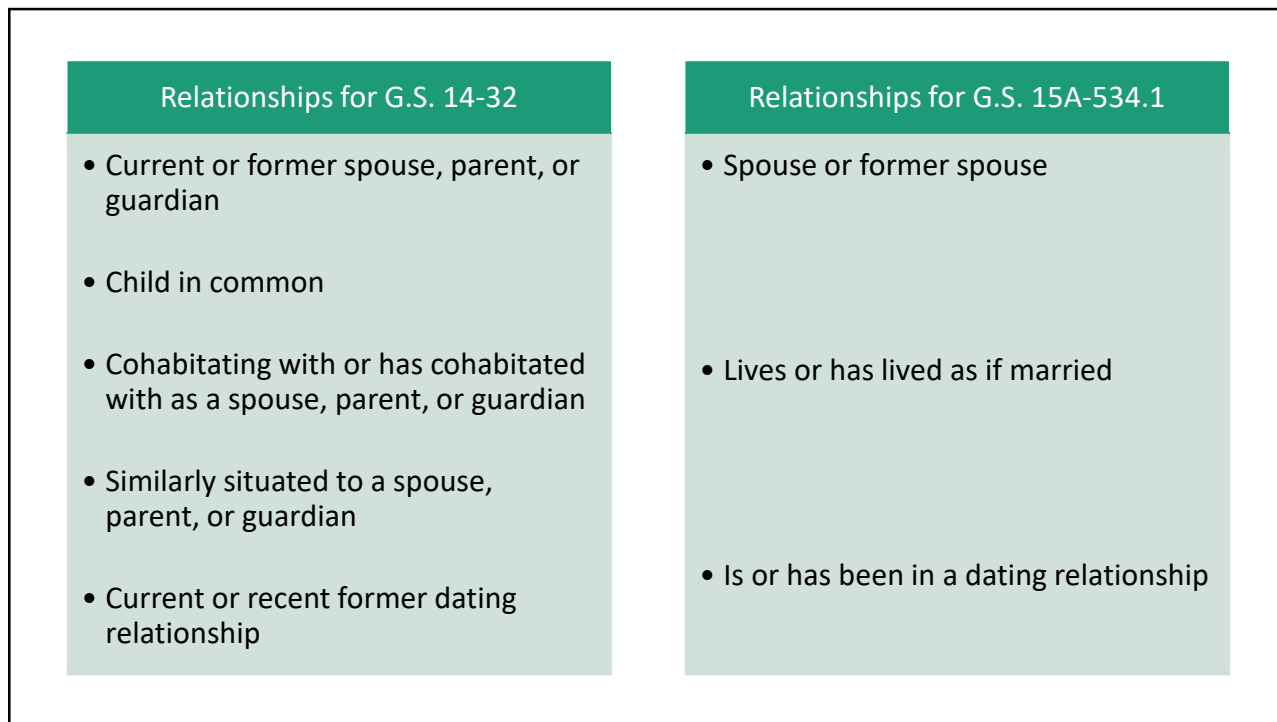 Relationships for G.S. 14-32
• Current or former spouse, parent, or
guardian
• Child in common
• Cohabitating with or has cohabitated
with as a spouse, parent, or guardian
• Similarly situated to a spouse,
parent, or guardian
• Current or recent former dating
relationship
Relationships for G.S. 15A-534.1
• Spouse or former spouse
• Lives or has lived as if married
• Is or has been in a dating relationship